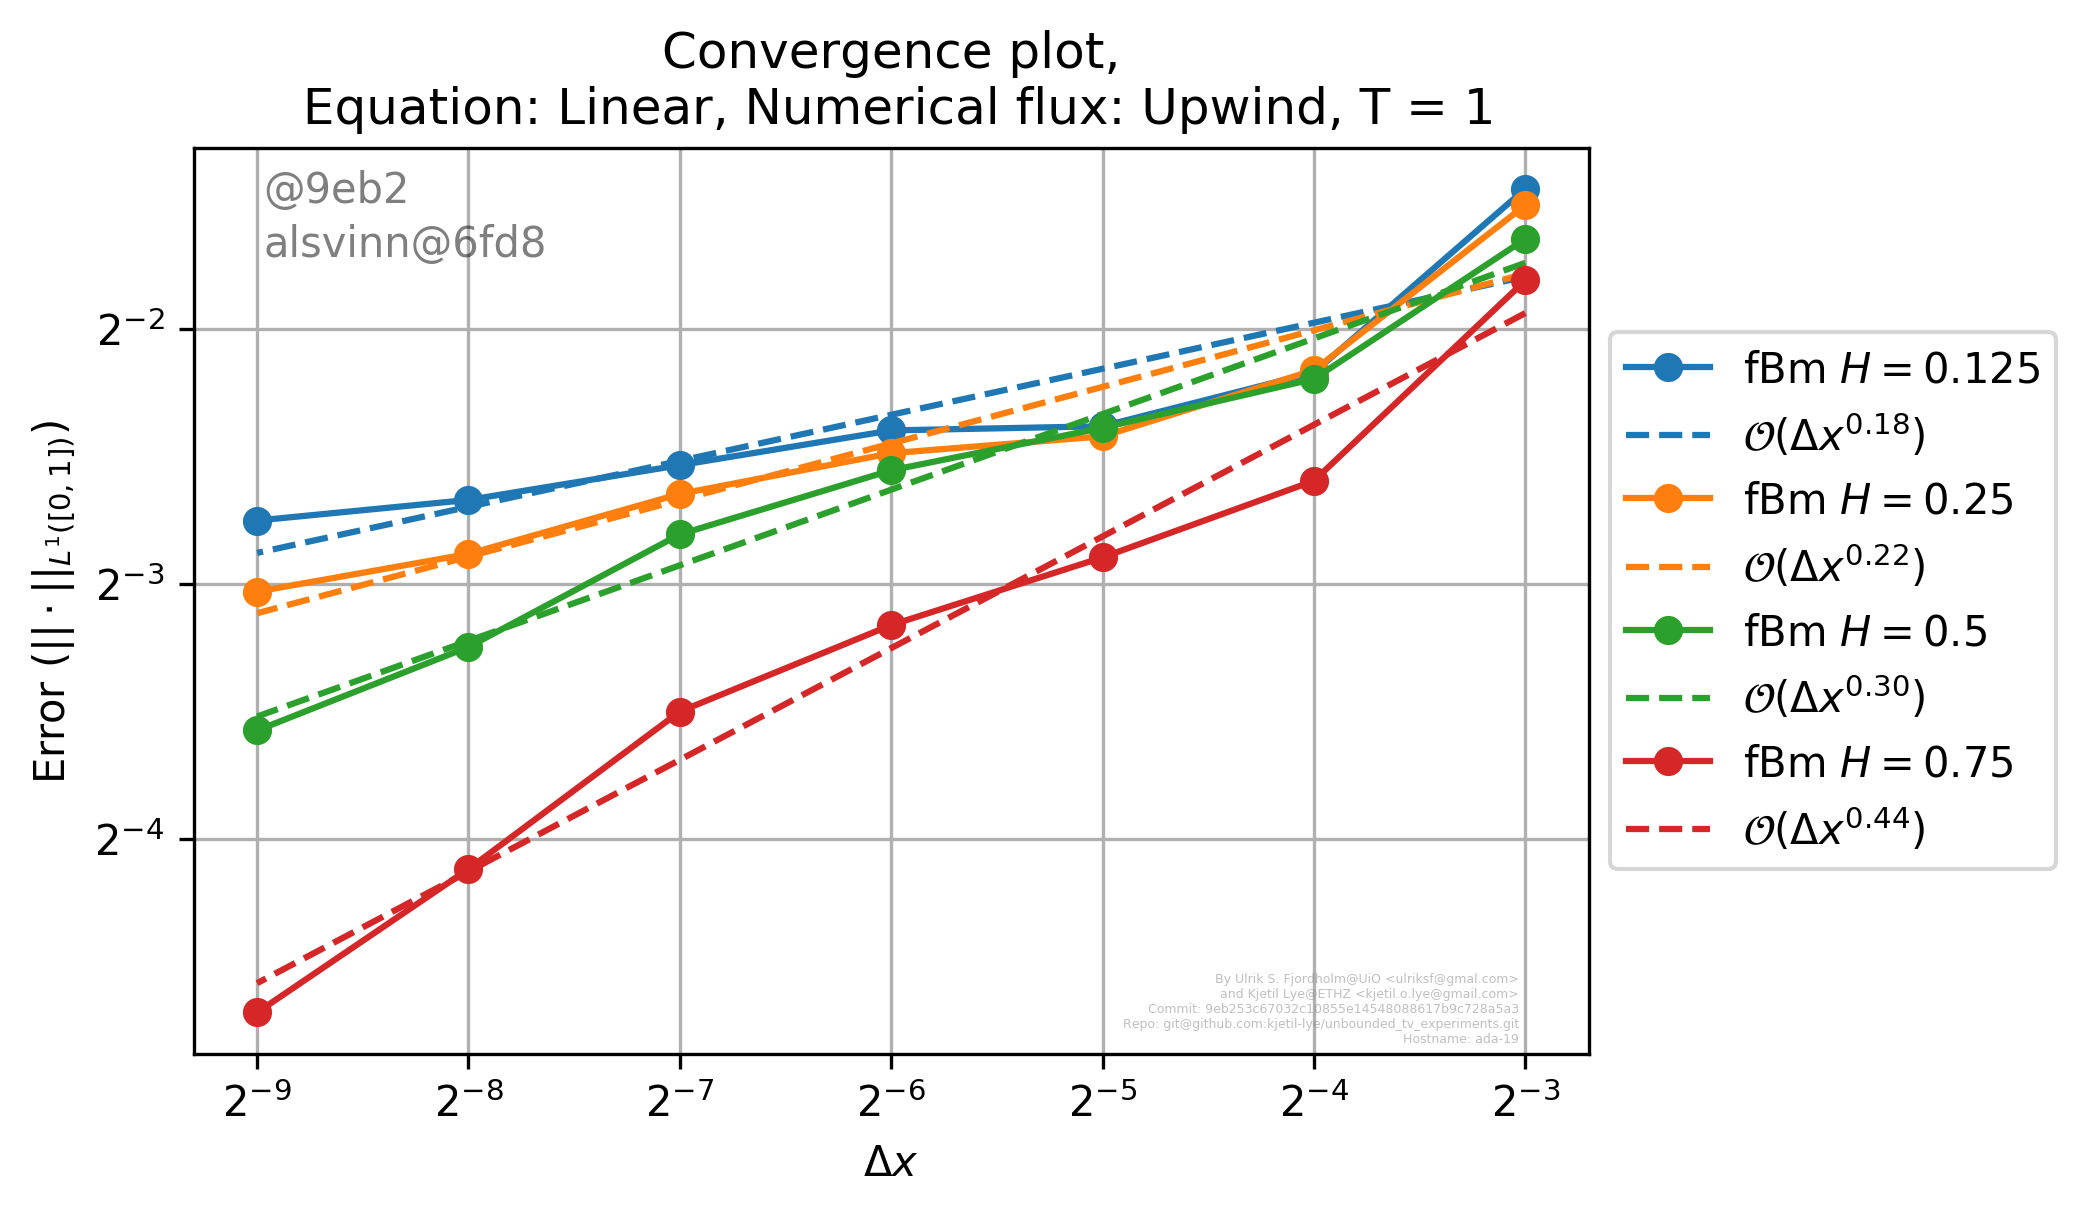 Convergence plot,
Equation: Linear, Numerical flux: Upwind, T = 1
@9eb2
alsvinn@6fd8
2⁻²
2⁻³
2⁻⁴
Error (|| · ||_{L¹([0, 1])})
2⁻⁹ 2⁻⁸ 2⁻⁷ 2⁻⁶ 2⁻⁵ 2⁻⁴ 2⁻³
Δx
By Ulrik S. Fjordholm@UiO <ulriksf@gmal.com>
and Kjetil Lye@ETHZ <kjetil.o.lye@gmail.com>
Commit: 9eb253c67032c10855e14548088617b9c728a5a3
Repo: git@github.com:kjetil-lye/unbounded_tv_experiments.git
Hostname: ada-19
fBm H = 0.125
𝒪(Δx^{0.18})
fBm H = 0.25
𝒪(Δx^{0.22})
fBm H = 0.5
𝒪(Δx^{0.30})
fBm H = 0.75
𝒪(Δx^{0.44})